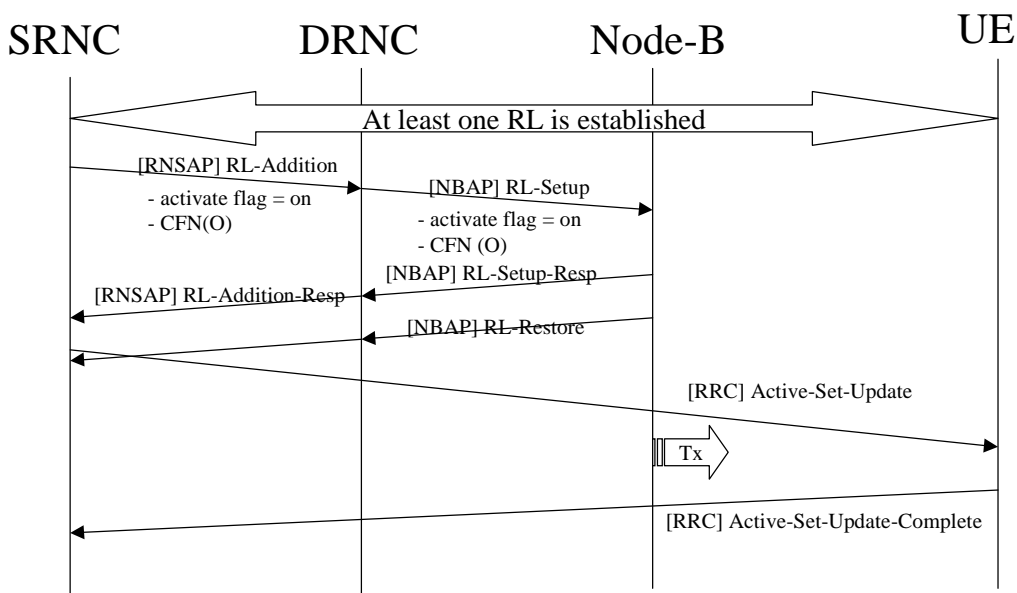 SRNC DRNC Node-B UE
At least one RL is established
[RNSAP] RL-Addition
- activate flag = on
- CFN(O)
[NBAP] RL-Setup
- activate flag = on
- CFN (O)
[NBAP] RL-Setup-Resp
[RNSAP] RL-Addition-Resp
[NBAP] RL-Restore
[RRC] Active-Set-Update
Tx
[RRC] Active-Set-Update-Complete